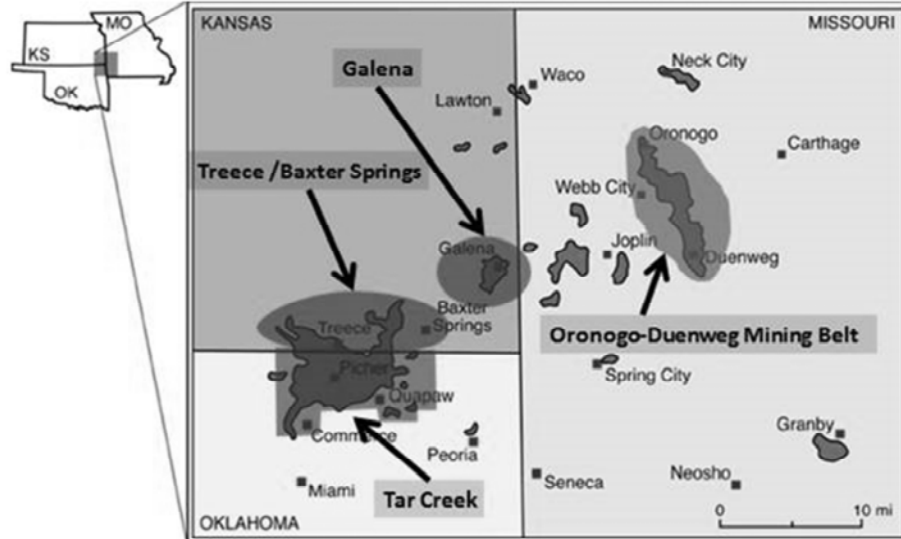 MO
KS
OK
KANSAS
MISSOURI
Galena
Neck City
Waco
Lawton
Oronogo
Carthage
Treece /Baxter Springs
Webb City
Galena
Joplin
Duenweg
Baxter
Springs
Treece
Oronogo-Duenweg Mining Belt
Picher
Spring City
Quapaw
Commerce
Granby
Peoria
Miami
Tar Creek
Seneca
Neosho
OKLAHOMA
0
10 mi